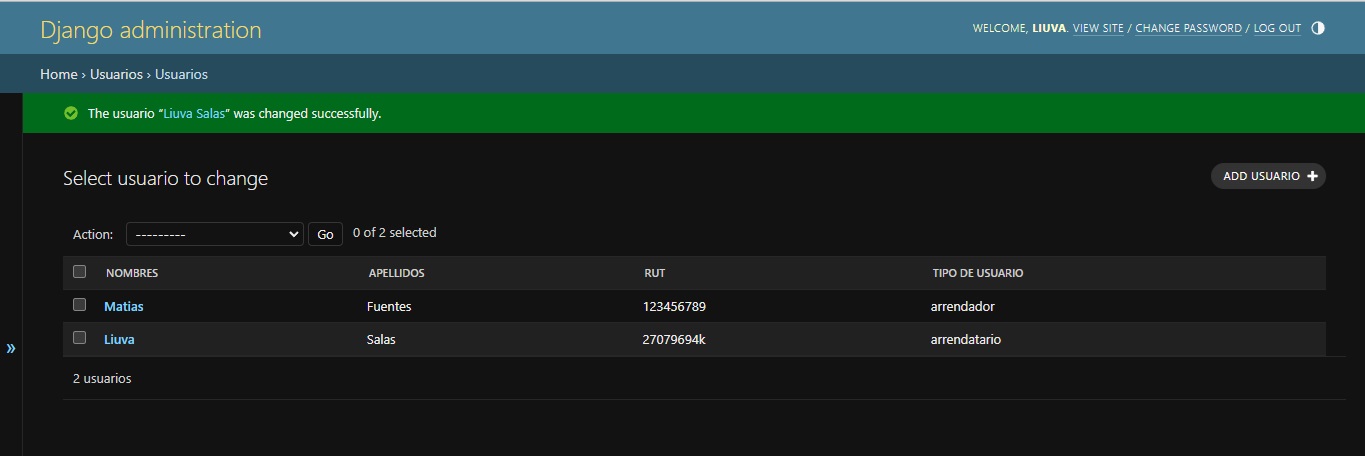 Django administration
WELCOME, LIUVA. VIEW SITE / CHANGE PASSWORD / LOG OUT
Home › Usuarios › Usuarios
The usuario “Liuva Salas” was changed successfully.
Select usuario to change
ADD USUARIO +
Action: --------- Go 0 of 2 selected
NOMBRES APELLIDOS RUT TIPO DE USUARIO
Matias Fuentes 123456789 arrendador
Liuva Salas 27079694k arrendatario
»
2 usuarios